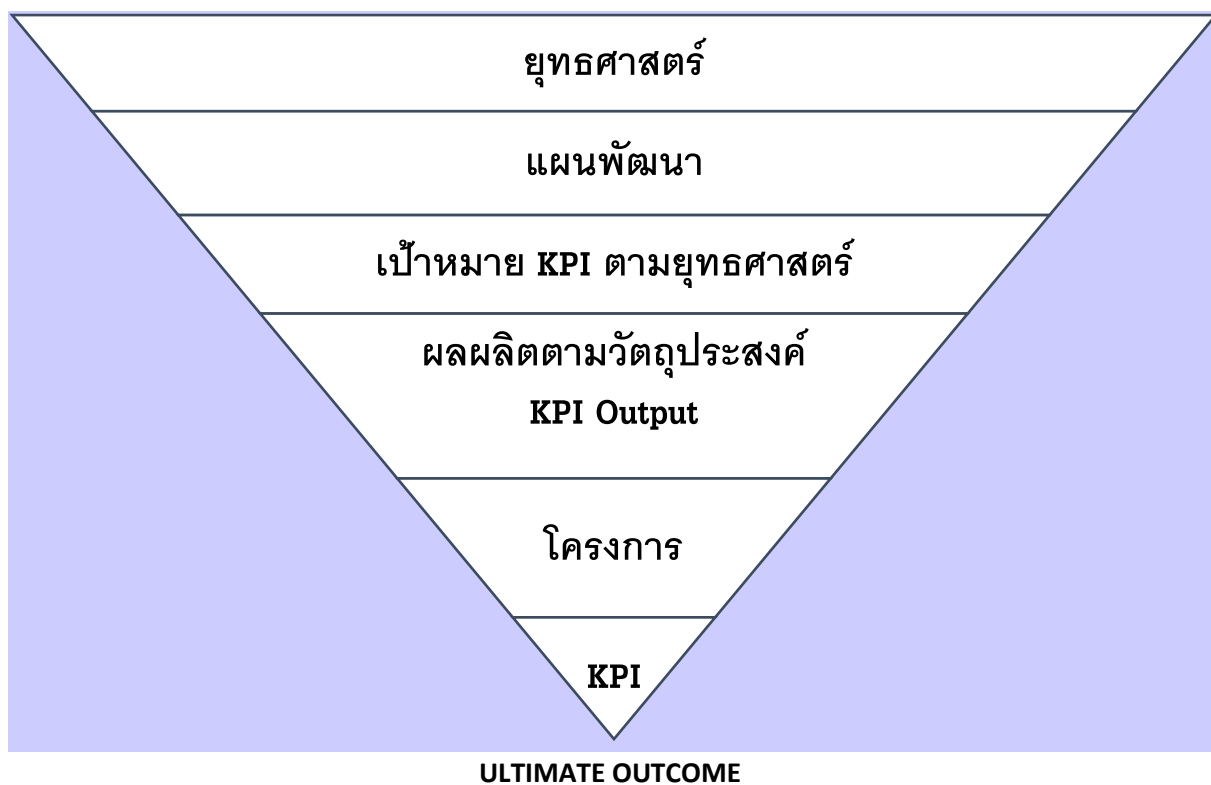 ยุทธศาสตร์
แผนพัฒนา
เป้าหมาย KPI ตามยุทธศาสตร์
ผลผลิตตามวัตถุประสงค์
KPI Output
โครงการ
KPI
ULTIMATE OUTCOME